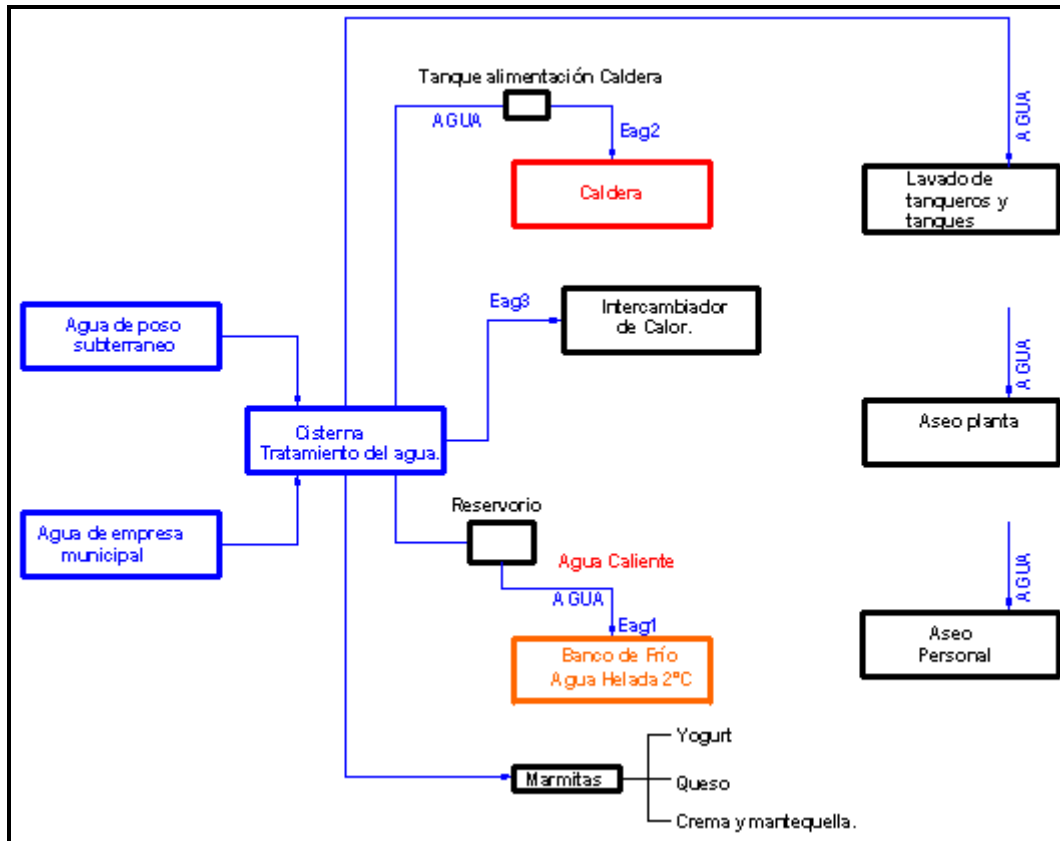 Tanque alimentación Caldera
AGUA
Eag2
AGUA
Caldera
Lavado de
tanqueros y
tanques
Eag3
Intercambiador
de Calor.
Agua de poso
subterraneo
AGUA
Cisterna
Tratamiento del agua.
Aseo planta
Reservorio
Agua de empresa
municipal
Agua Caliente
AGUA
AGUA
Eag1
Banco de Frío
Agua Helada 2ºC
Aseo
Personal
Yogurt
Marmitas
Queso
Crema y mantequella.